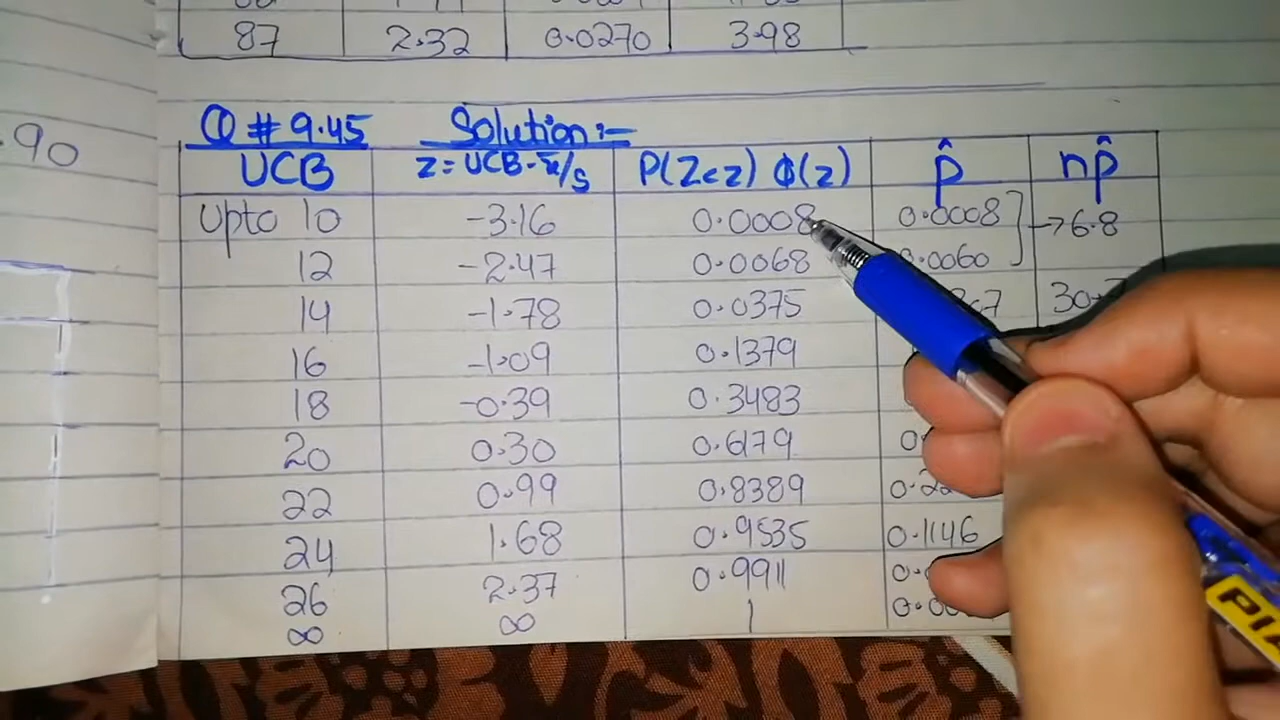 87 2.32 0.0270 3.98
.90
Q # 9.45 Solution:-
UCB z = UCB - x̄/s P(Z<z) Φ(z) p̂ np̂
upto 10 -3.16 0.0008 0.0008 → 6.8
12 -2.47 0.0068 0.0060
14 -1.78 0.0375
16 -1.09 0.1379
18 -0.39 0.3483
20 0.30 0.6179
22 0.99 0.8389
24 1.68 0.9535 0.1146
26 2.37 0.9911
∞ ∞ 1